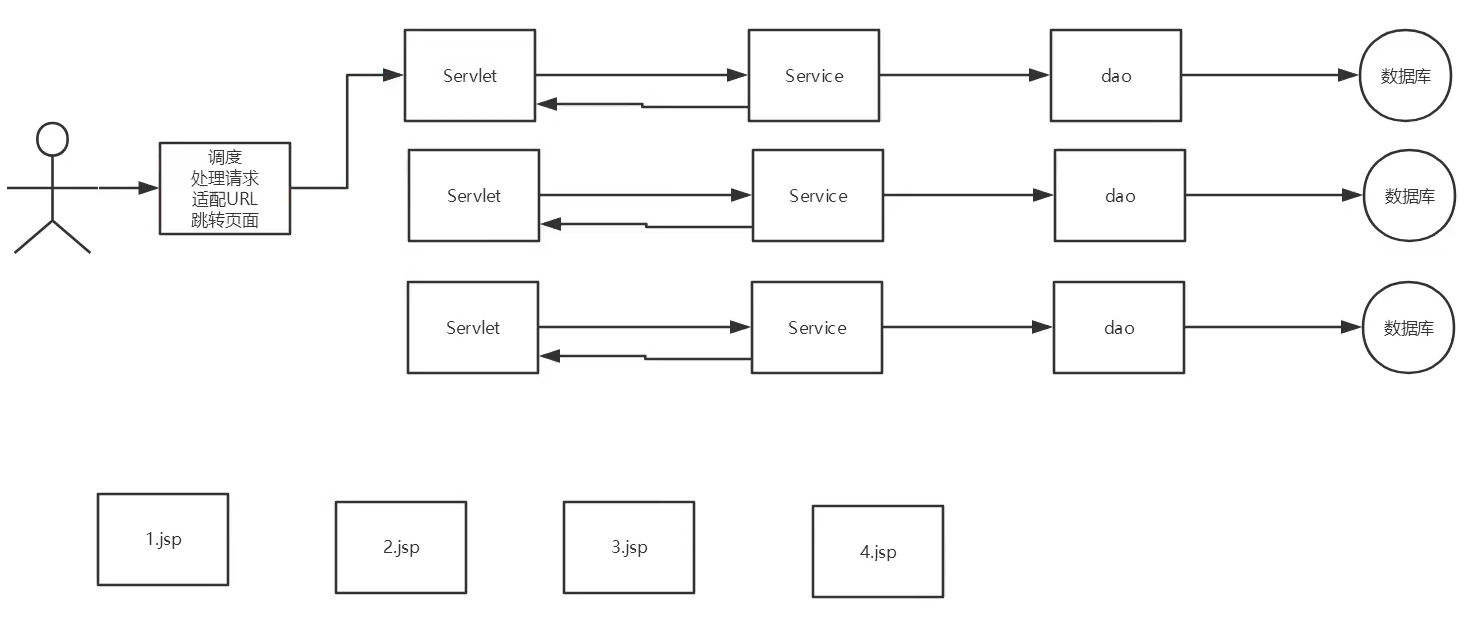 Servlet
Service
dao
数据库
调度
处理请求
适配URL
跳转页面
Servlet
Service
dao
数据库
Servlet
Service
dao
数据库
1.jsp
2.jsp
3.jsp
4.jsp